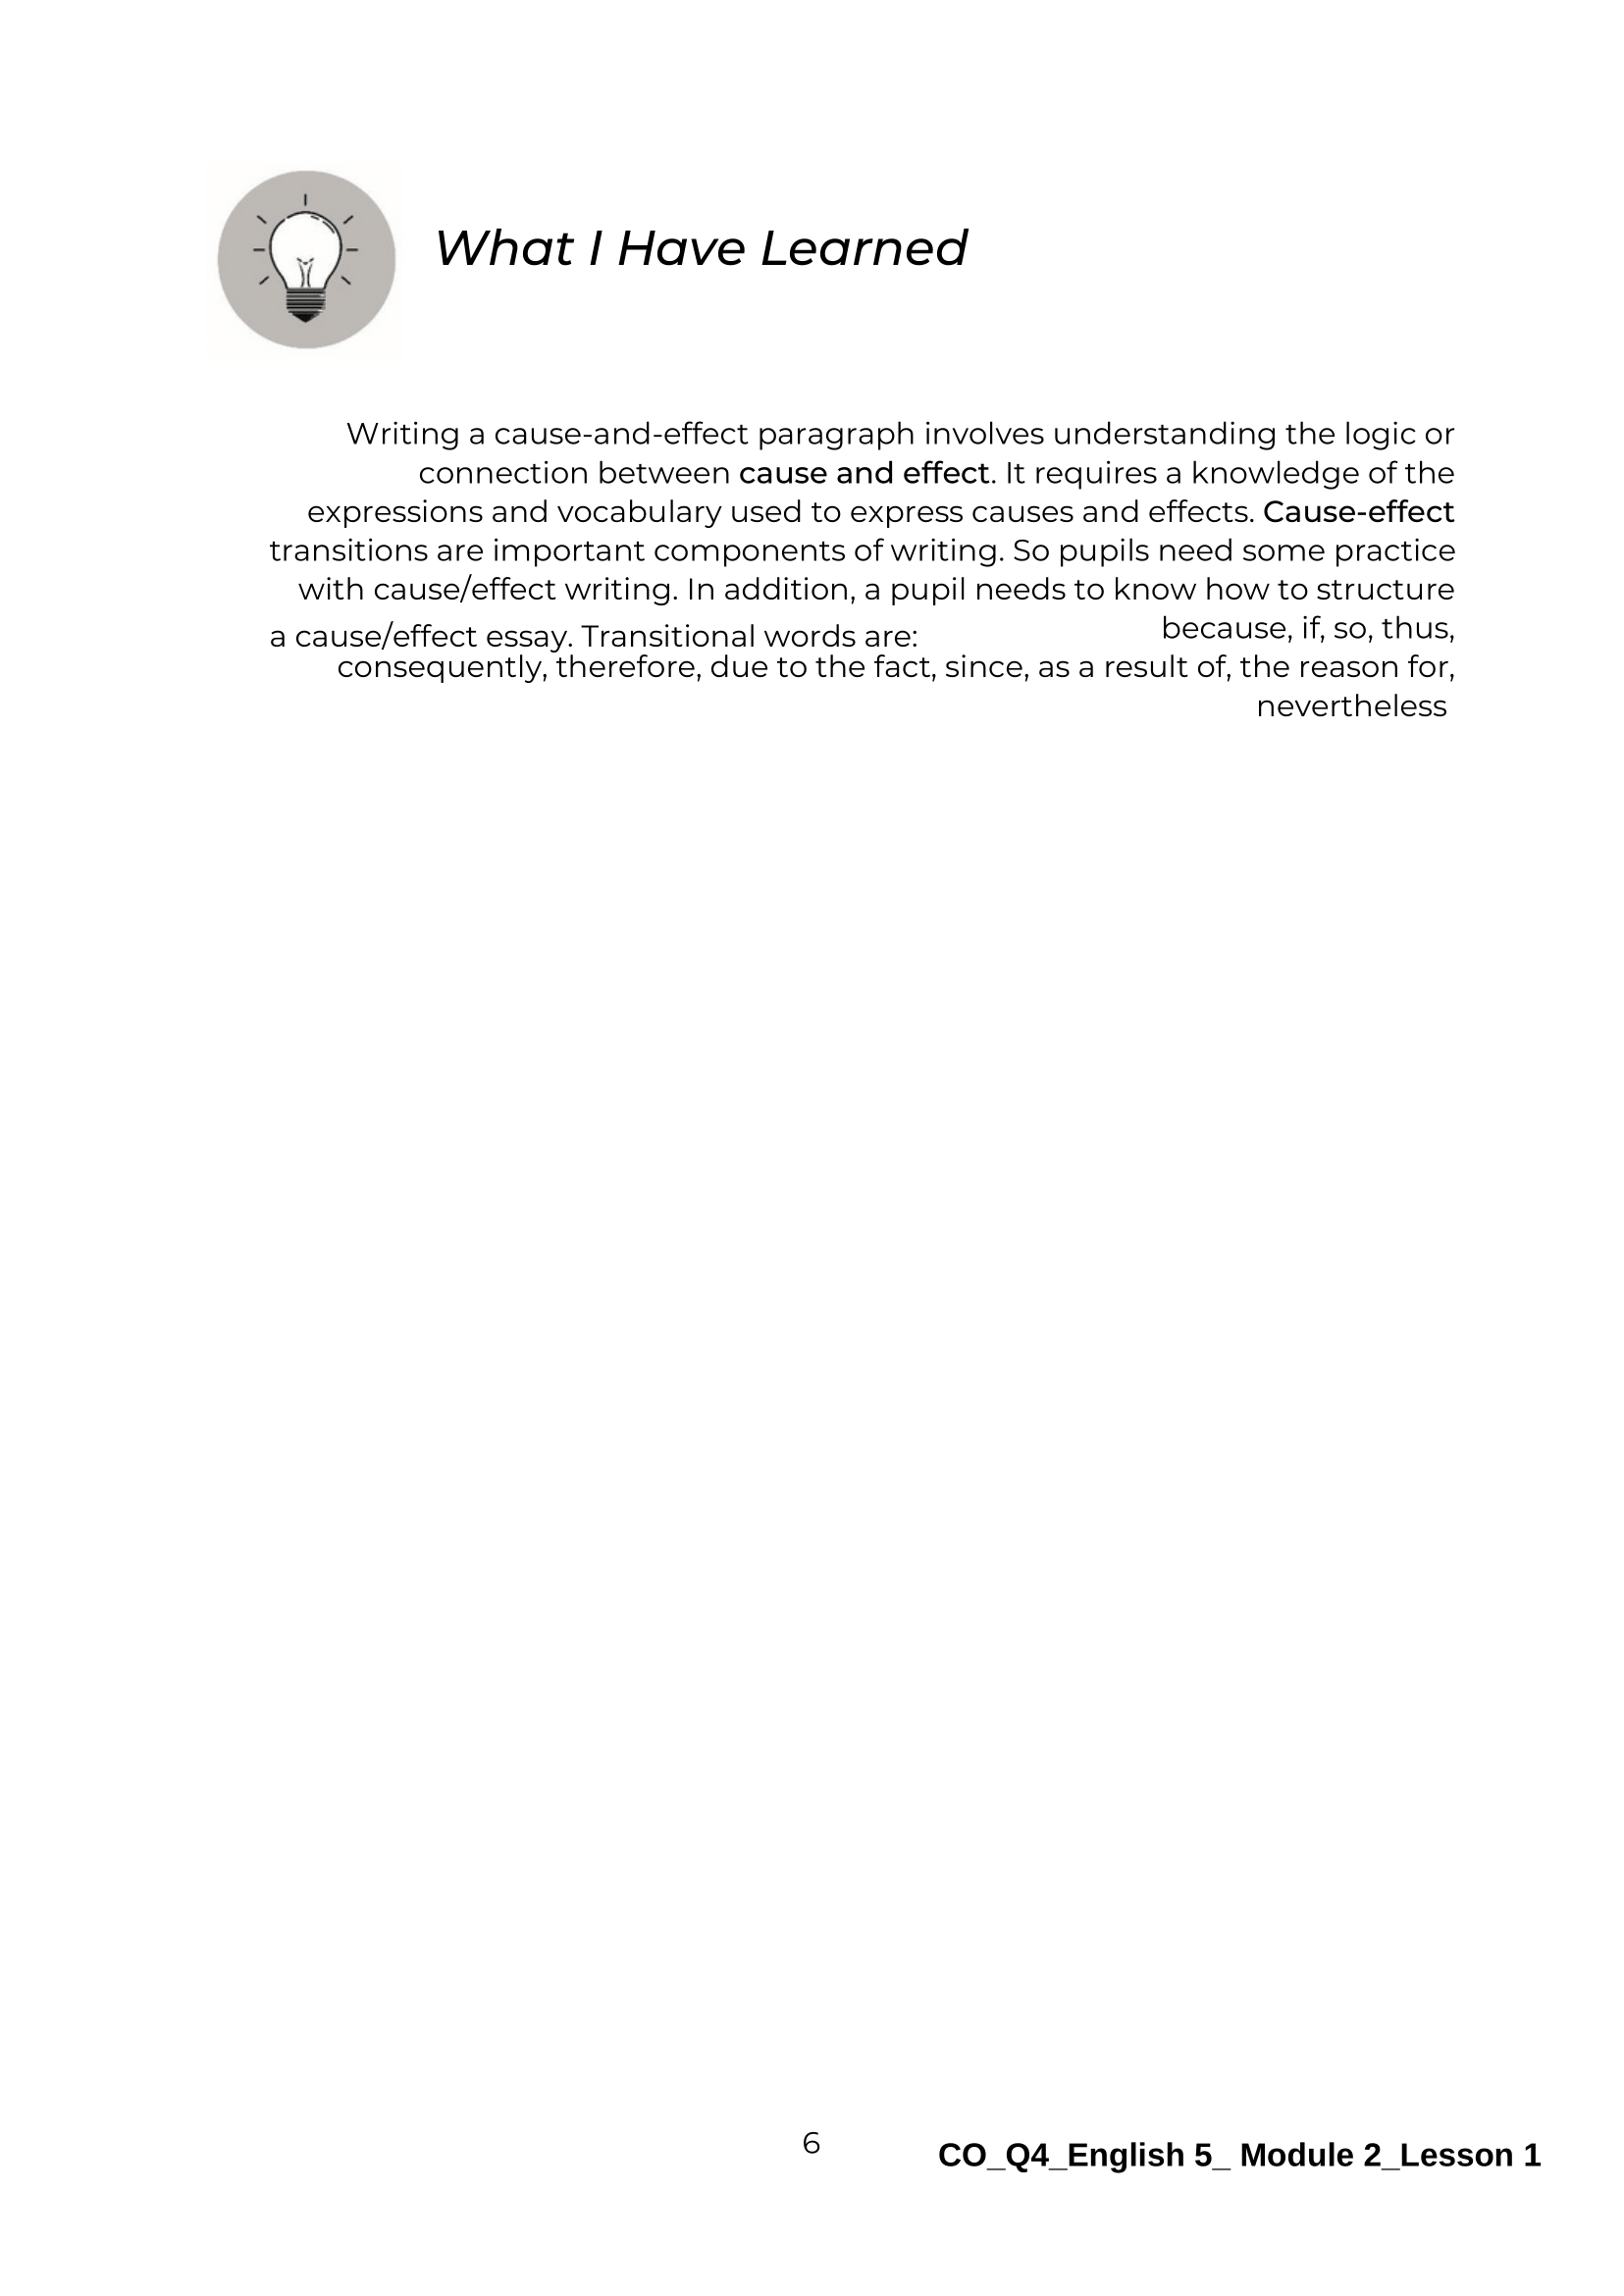 What I Have Learned
Writing a cause-and-effect paragraph involves understanding the logic or
connection between cause and effect. It requires a knowledge of the
expressions and vocabulary used to express causes and effects. Cause-effect
transitions are important components of writing. So pupils need some practice
with cause/effect writing. In addition, a pupil needs to know how to structure
a cause/effect essay. Transitional words are: because, if, so, thus,
consequently, therefore, due to the fact, since, as a result of, the reason for,
nevertheless
6
CO_Q4_English 5_ Module 2_Lesson 1